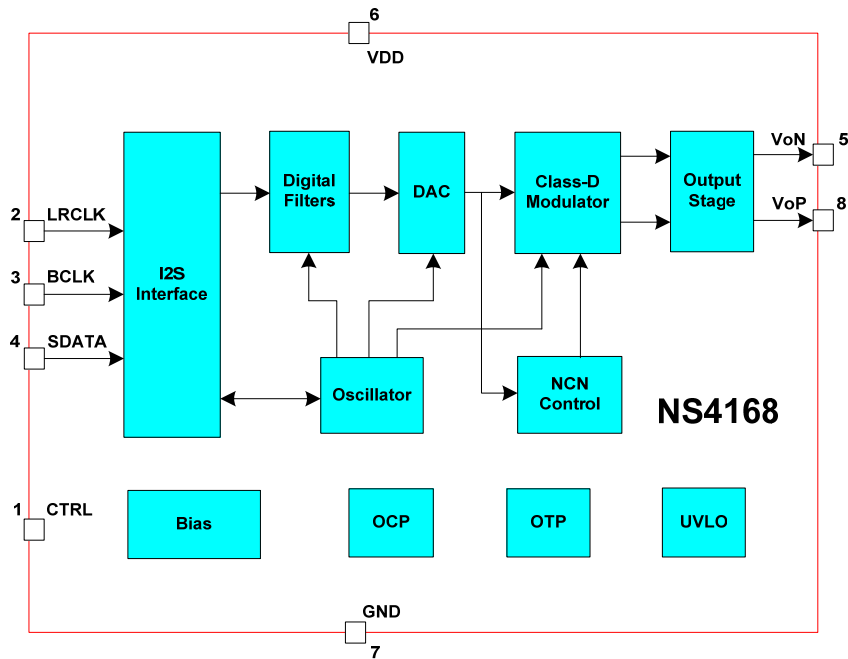 6
VDD
Digital
Filters
DAC
Class-D
Modulator
Output
Stage
VoN
5
VoP
8
2
LRCLK
3
BCLK
4
SDATA
I2S
Interface
Oscillator
NCN
Control
NS4168
1
CTRL
Bias
OCP
OTP
UVLO
GND
7